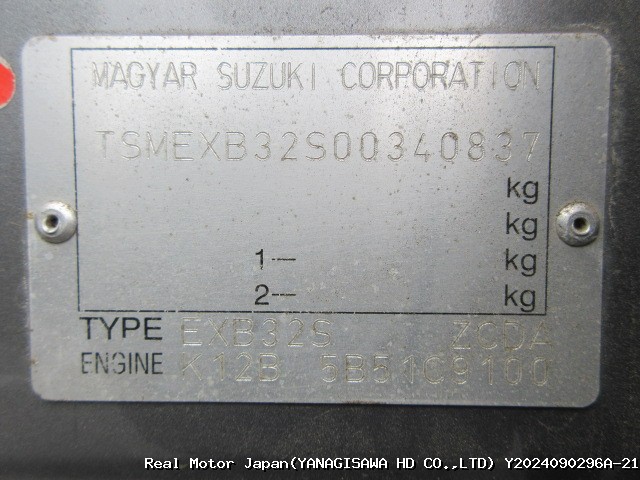 MAGYAR SUZUKI CORPORATION
TSMEXB32S00340837
kg
kg
1— kg
2— kg
TYPE EXB32S ZCDA
ENGINE K12B 5B51C9100
Real Motor Japan(YANAGISAWA HD CO.,LTD) Y2024090296A-21